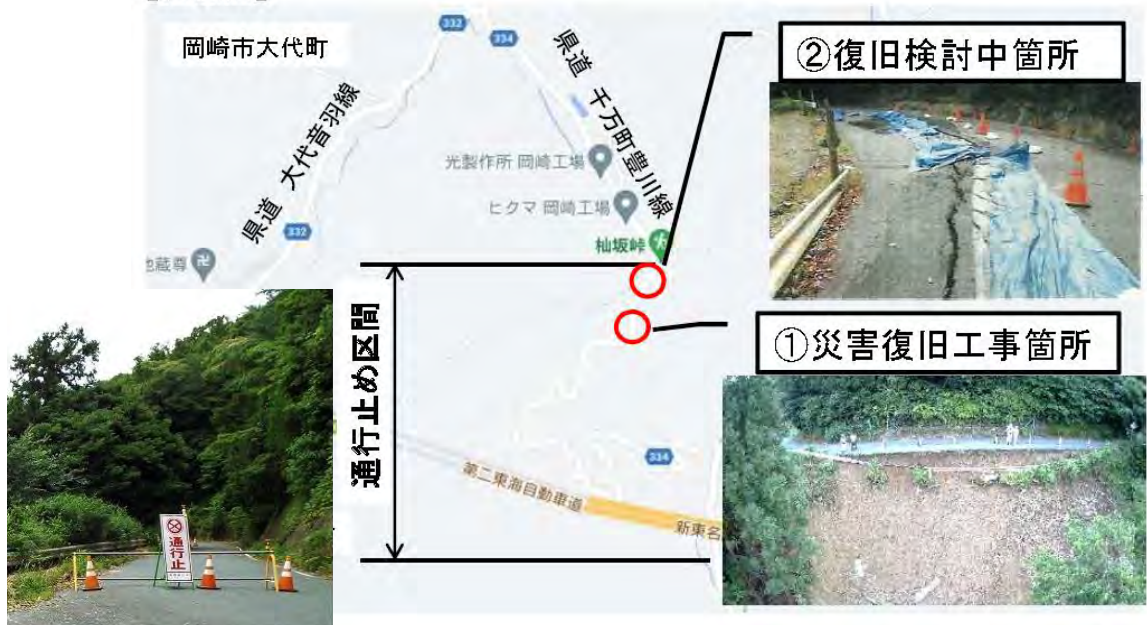 岡崎市大代町
332
334
県道 大代音羽線
県道 千万町豊川線
②復旧検討中箇所
光製作所 岡崎工場
ヒクマ 岡崎工場
杣坂峠
332
地蔵尊
通行止め区間
①災害復旧工事箇所
334
第二東海自動車道
新東名
通行止